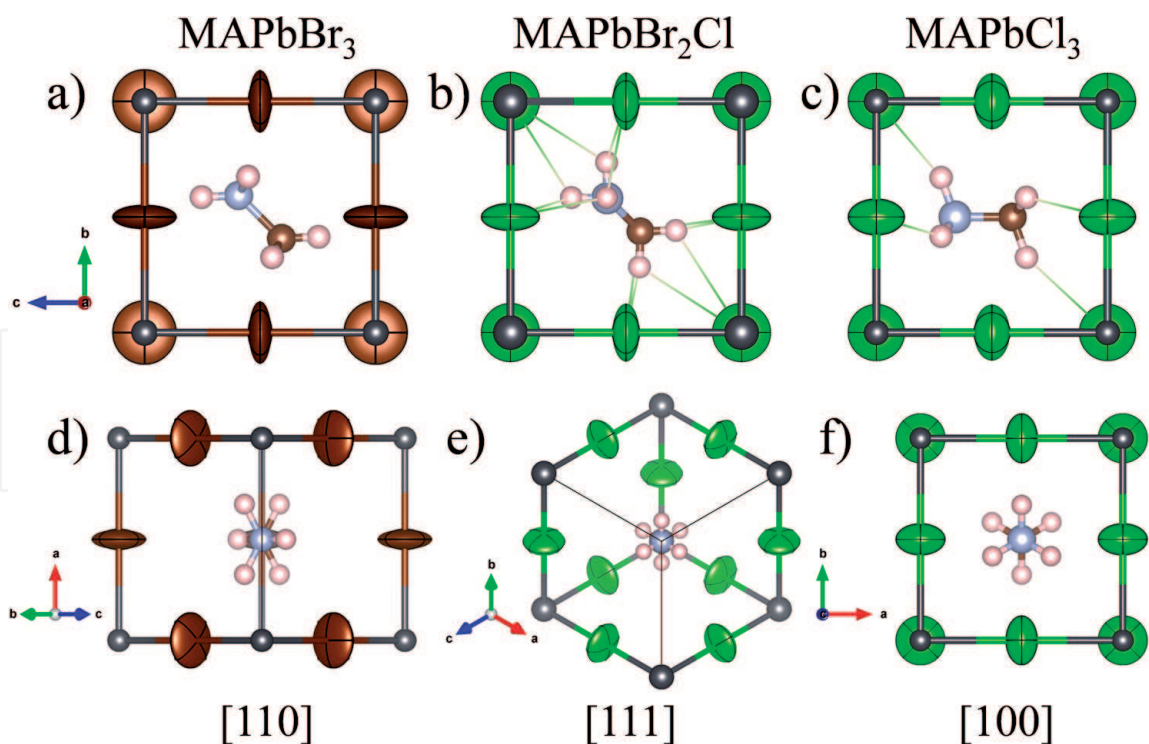 MAPbBr₃ MAPbBr₂Cl MAPbCl₃
a) b) c)
b
c a
d) e) f)
a
b c
b
c a
b
c a
[110] [111] [100]